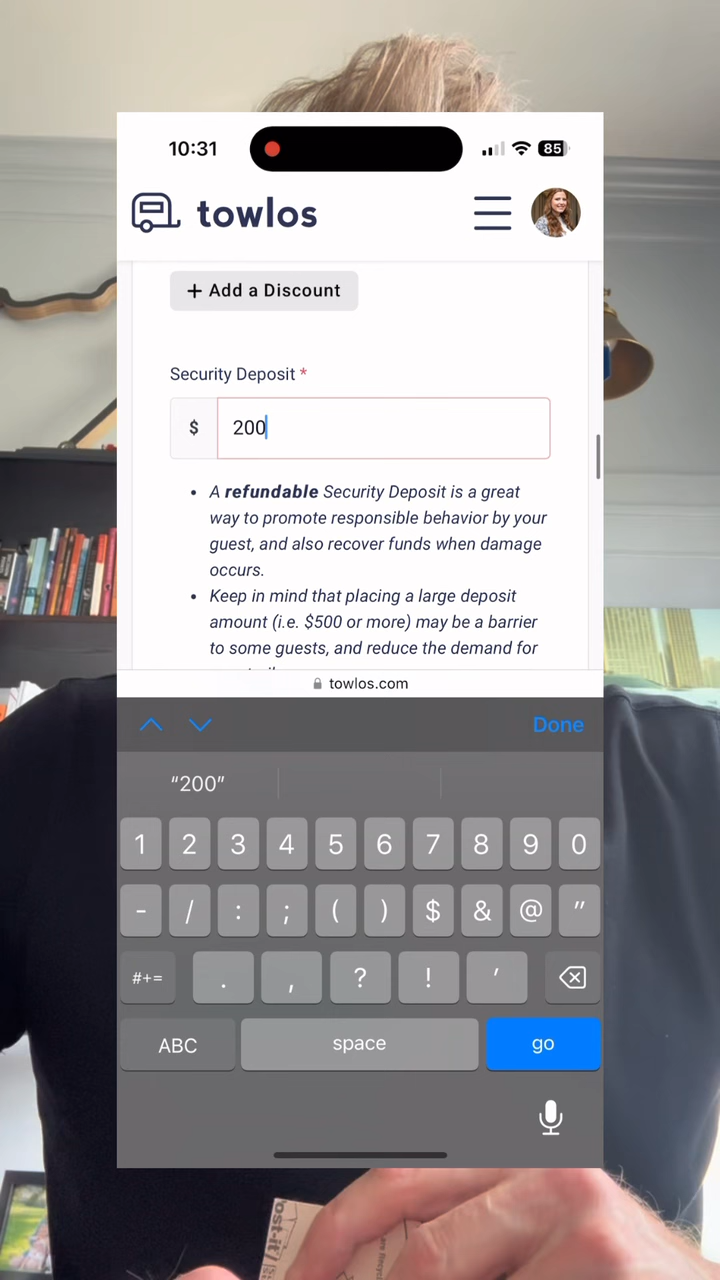 10:31
85
towlos
+ Add a Discount
Security Deposit *
$ 200
• A refundable Security Deposit is a great
way to promote responsible behavior by your
guest, and also recover funds when damage
occurs.
• Keep in mind that placing a large deposit
amount (i.e. $500 or more) may be a barrier
to some guests, and reduce the demand for
towlos.com
Done
“200”
1 2 3 4 5 6 7 8 9 0
- / : ; ( ) $ & @ "
#+= . , ? ! '
ABC space go
ost-it